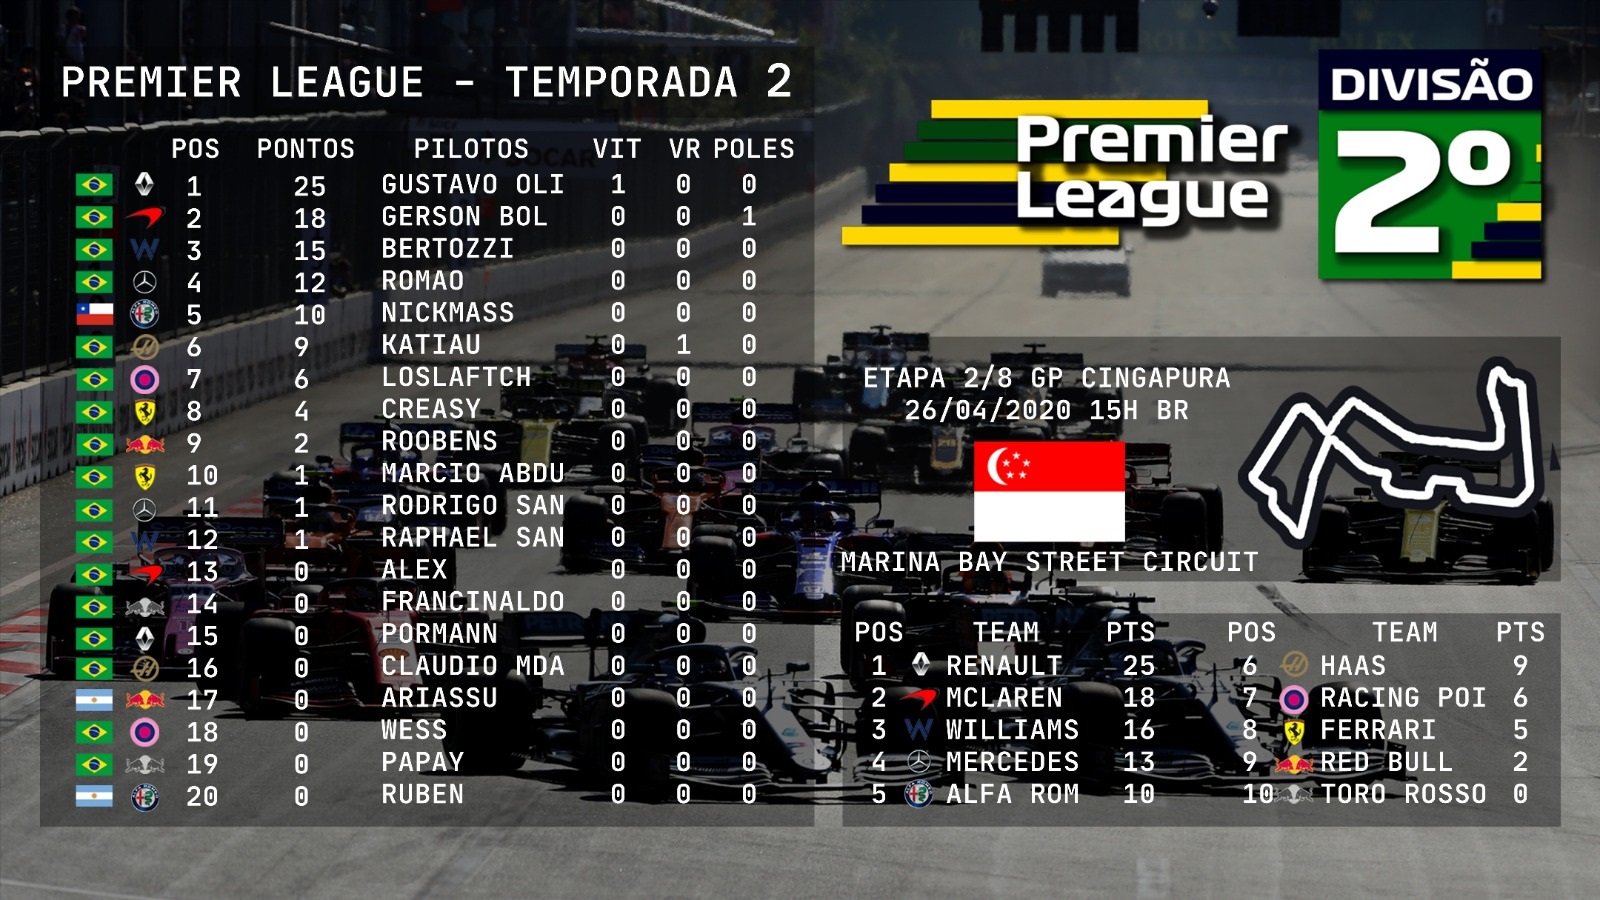 PREMIER LEAGUE - TEMPORADA 2
POS PONTOS PILOTOS VIT VR POLES
1 25 GUSTAVO OLI 1 0 0
2 18 GERSON BOL 0 0 1
3 15 BERTOZZI 0 0 0
4 12 ROMAO 0 0 0
5 10 NICKMASS 0 0 0
6 9 KATIAU 0 1 0
7 6 LOSLAFTCH 0 0 0
8 4 CREASY 0 0 0
9 2 ROOBENS 0 0 0
10 1 MARCIO ABDU 0 0 0
11 1 RODRIGO SAN 0 0 0
12 1 RAPHAEL SAN 0 0 0
13 0 ALEX 0 0 0
14 0 FRANCINALDO 0 0 0
15 0 PORMANN 0 0 0
16 0 CLAUDIO MDA 0 0 0
17 0 ARIASSU 0 0 0
18 0 WESS 0 0 0
19 0 PAPAY 0 0 0
20 0 RUBEN 0 0 0
Premier
League
DIVISÃO
2º
ETAPA 2/8 GP CINGAPURA
26/04/2020 15H BR
MARINA BAY STREET CIRCUIT
POS TEAM PTS POS TEAM PTS
1 RENAULT 25 6 HAAS 9
2 MCLAREN 18 7 RACING POI 6
3 WILLIAMS 16 8 FERRARI 5
4 MERCEDES 13 9 RED BULL 2
5 ALFA ROM 10 10 TORO ROSSO 0